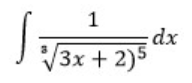 ∫ 1 / ∛3x + 2)⁵ dx